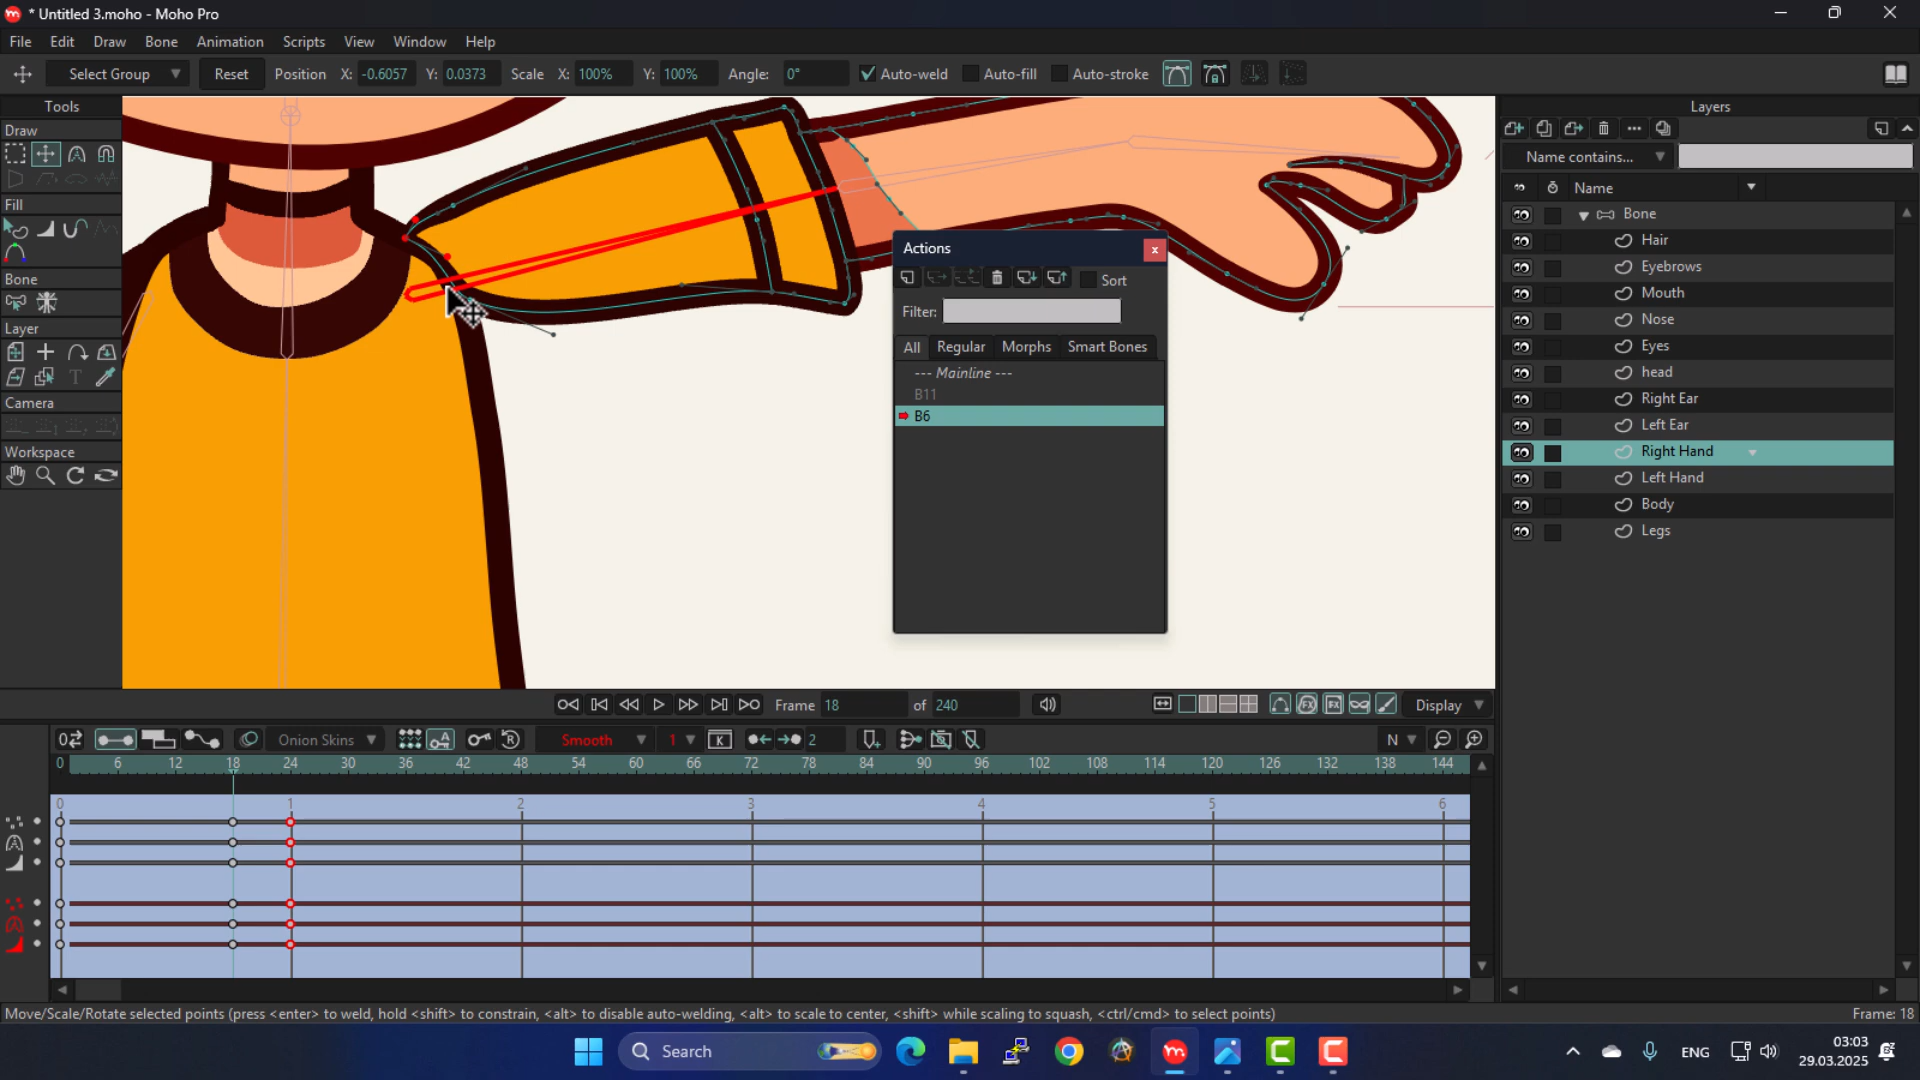 * Untitled 3.moho - Moho Pro
File Edit Draw Bone Animation Scripts View Window Help
Select Group Reset Position X: -0.6057 Y: 0.0373 Scale X: 100% Y: 100% Angle: 0° Auto-weld Auto-fill Auto-stroke
Tools
Draw
Fill
Bone
Layer
Camera
Workspace
Actions
Sort
Filter:
All Regular Morphs Smart Bones
--- Mainline ---
B11
B6
Layers
Name contains...
Name
Bone
Hair
Eyebrows
Mouth
Nose
Eyes
head
Right Ear
Left Ear
Right Hand
Left Hand
Body
Legs
Frame 18 of 240 Display
Onion Skins Smooth 1 2 N
0 6 12 18 24 30 36 42 48 54 60 66 72 78 84 90 96 102 108 114 120 126 132 138 144
0 1 2 3 4 5 6
Move/Scale/Rotate selected points (press <enter> to weld, hold <shift> to constrain, <alt> to disable auto-welding, <alt> to scale to center, <shift> while scaling to squash, <ctrl/cmd> to select points) Frame: 18
Search
ENG
03:03
29.03.2025